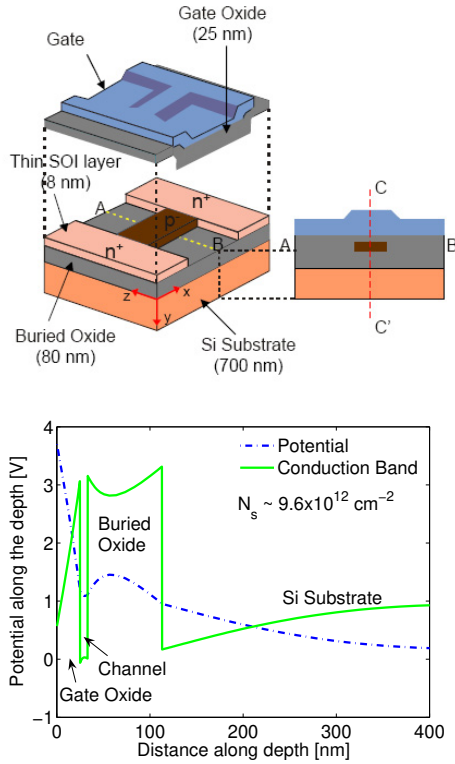 Gate Oxide
(25 nm)
Gate
Thin SOI layer
(8 nm)
A
p-
n+
n+
B
C
A
B
C'
z
x
y
Buried Oxide
(80 nm)
Si Substrate
(700 nm)
4
3
2
1
0
−1
Potential along the depth [V]
Potential
Conduction Band
N_s ~ 9.6x10^12 cm^−2
Buried
Oxide
Si Substrate
Channel
Gate Oxide
0
100
200
300
400
Distance along depth [nm]